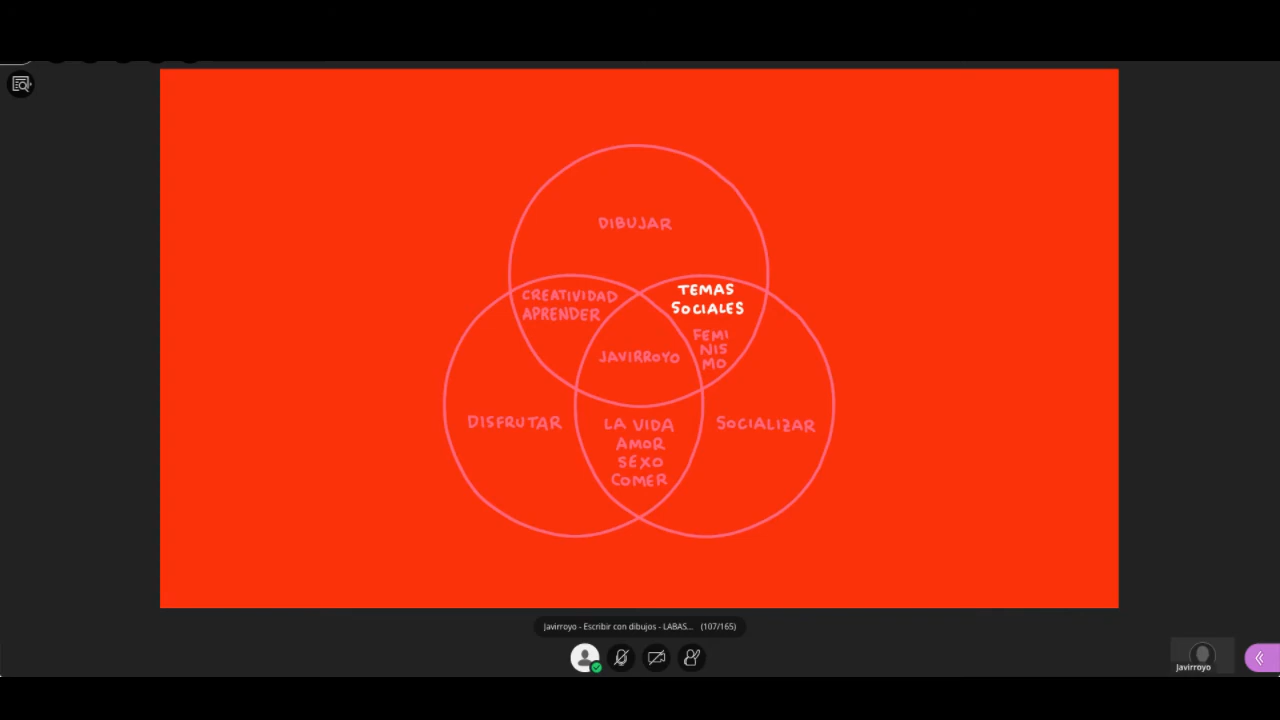 DIBUJAR
CREATIVIDAD
APRENDER
TEMAS
SOCIALES
FEMI
NIS
MO
JAVIRROYO
DISFRUTAR
LA VIDA
AMOR
SEXO
COMER
SOCIALIZAR
Javirroyo - Escribir con dibujos - LABAS... (107/165)
Javirroyo